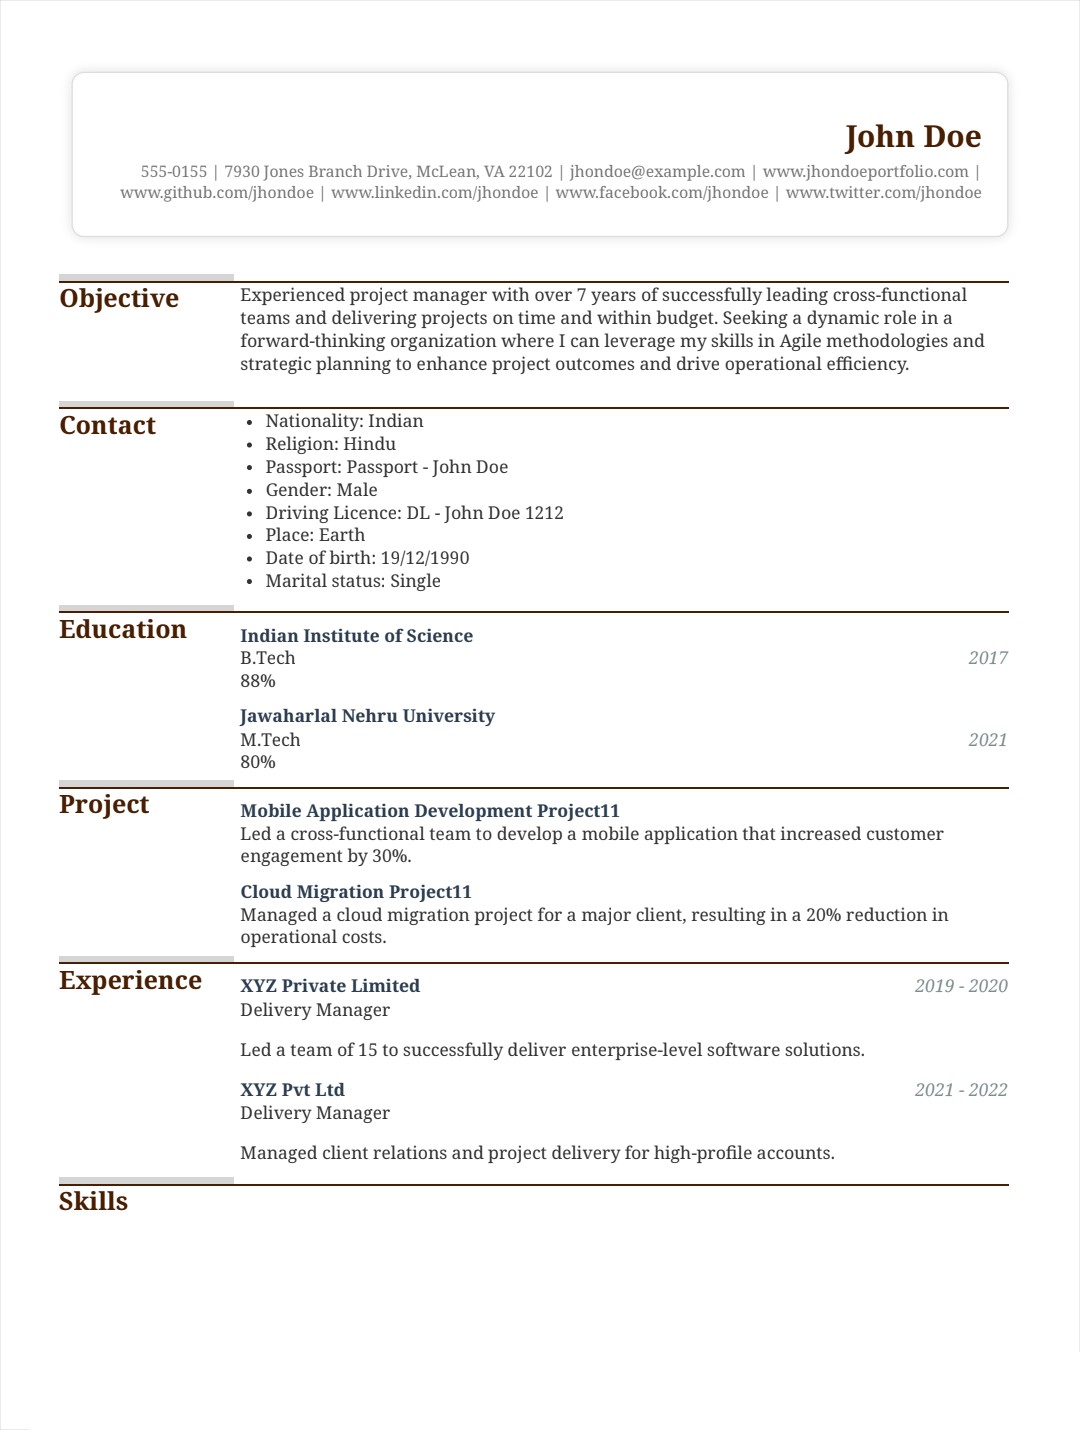 John Doe
555-0155 | 7930 Jones Branch Drive, McLean, VA 22102 | jhondoe@example.com | www.jhondoeportfolio.com |
www.github.com/jhondoe | www.linkedin.com/jhondoe | www.facebook.com/jhondoe | www.twitter.com/jhondoe
Objective
Experienced project manager with over 7 years of successfully leading cross-functional
teams and delivering projects on time and within budget. Seeking a dynamic role in a
forward-thinking organization where I can leverage my skills in Agile methodologies and
strategic planning to enhance project outcomes and drive operational efficiency.
Contact
• Nationality: Indian
• Religion: Hindu
• Passport: Passport - John Doe
• Gender: Male
• Driving Licence: DL - John Doe 1212
• Place: Earth
• Date of birth: 19/12/1990
• Marital status: Single
Education
Indian Institute of Science
B.Tech 2017
88%
Jawaharlal Nehru University
M.Tech 2021
80%
Project
Mobile Application Development Project11
Led a cross-functional team to develop a mobile application that increased customer
engagement by 30%.
Cloud Migration Project11
Managed a cloud migration project for a major client, resulting in a 20% reduction in
operational costs.
Experience
XYZ Private Limited 2019 - 2020
Delivery Manager
Led a team of 15 to successfully deliver enterprise-level software solutions.
XYZ Pvt Ltd 2021 - 2022
Delivery Manager
Managed client relations and project delivery for high-profile accounts.
Skills